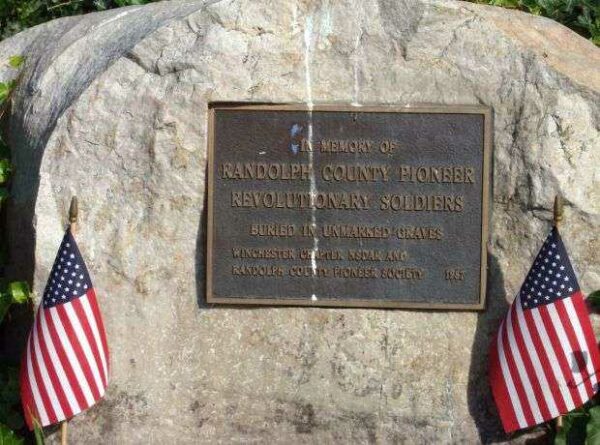 IN MEMORY OF
RANDOLPH COUNTY PIONEER
REVOLUTIONARY SOLDIERS
BURIED IN UNMARKED GRAVES
WINCHESTER CHAPTER NSDAR AND
RANDOLPH COUNTY PIONEER SOCIETY